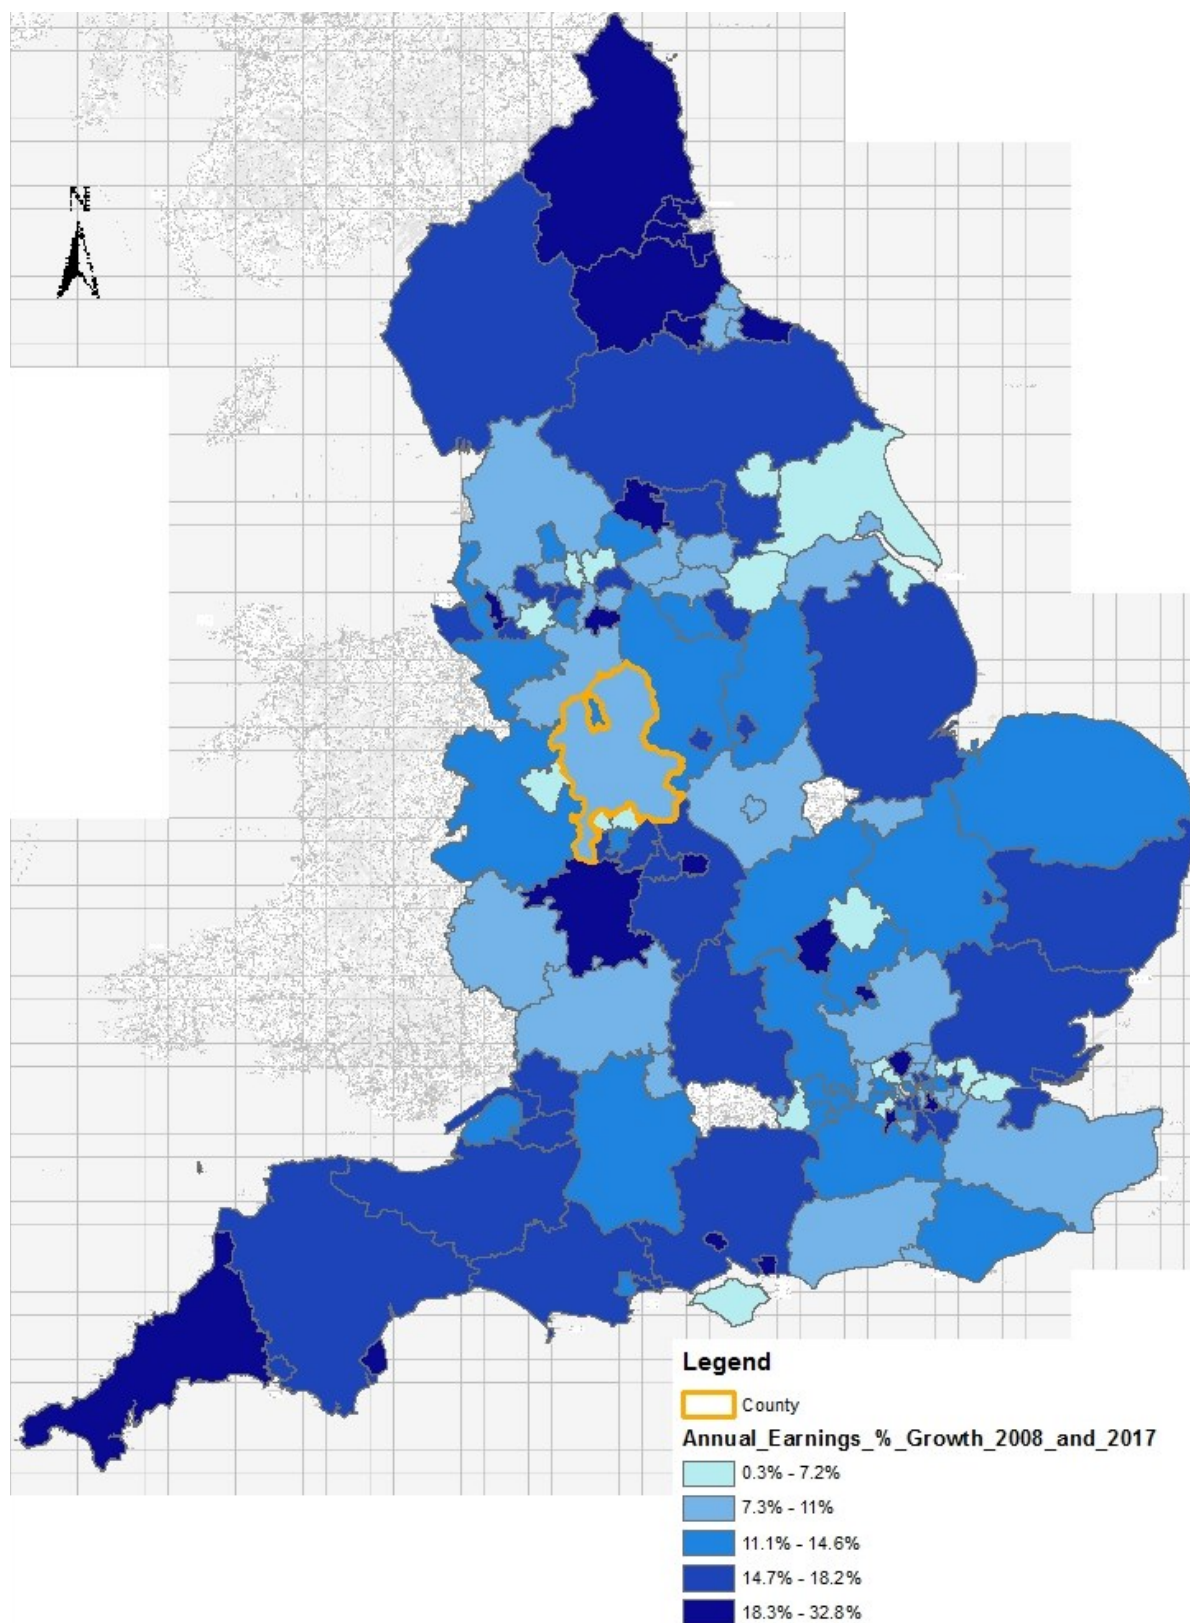 N
Legend
County
Annual_Earnings_%_Growth_2008_and_2017
0.3% - 7.2%
7.3% - 11%
11.1% - 14.6%
14.7% - 18.2%
18.3% - 32.8%